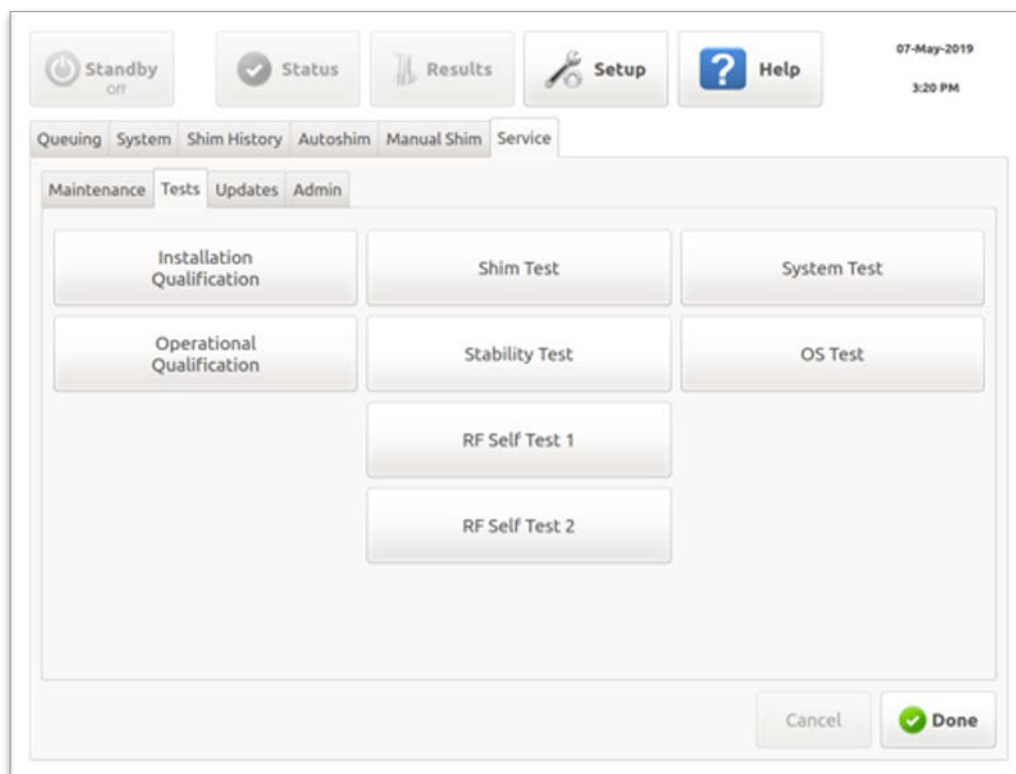 Standby
OFF
Status
Results
Setup
? Help
07-May-2019
3:20 PM
Queuing System Shim History Autoshim Manual Shim Service
Maintenance Tests Updates Admin
Installation
Qualification
Shim Test
System Test
Operational
Qualification
Stability Test
OS Test
RF Self Test 1
RF Self Test 2
Cancel
Done